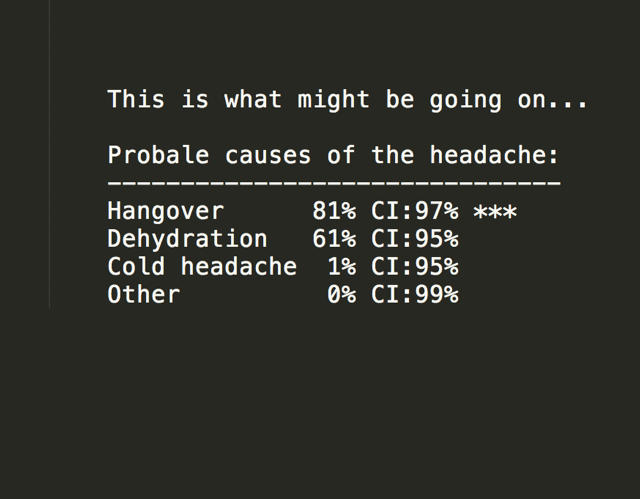 This is what might be going on...
Probale causes of the headache:
-------------------------------
Hangover      81% CI:97% ***
Dehydration   61% CI:95%
Cold headache  1% CI:95%
Other          0% CI:99%